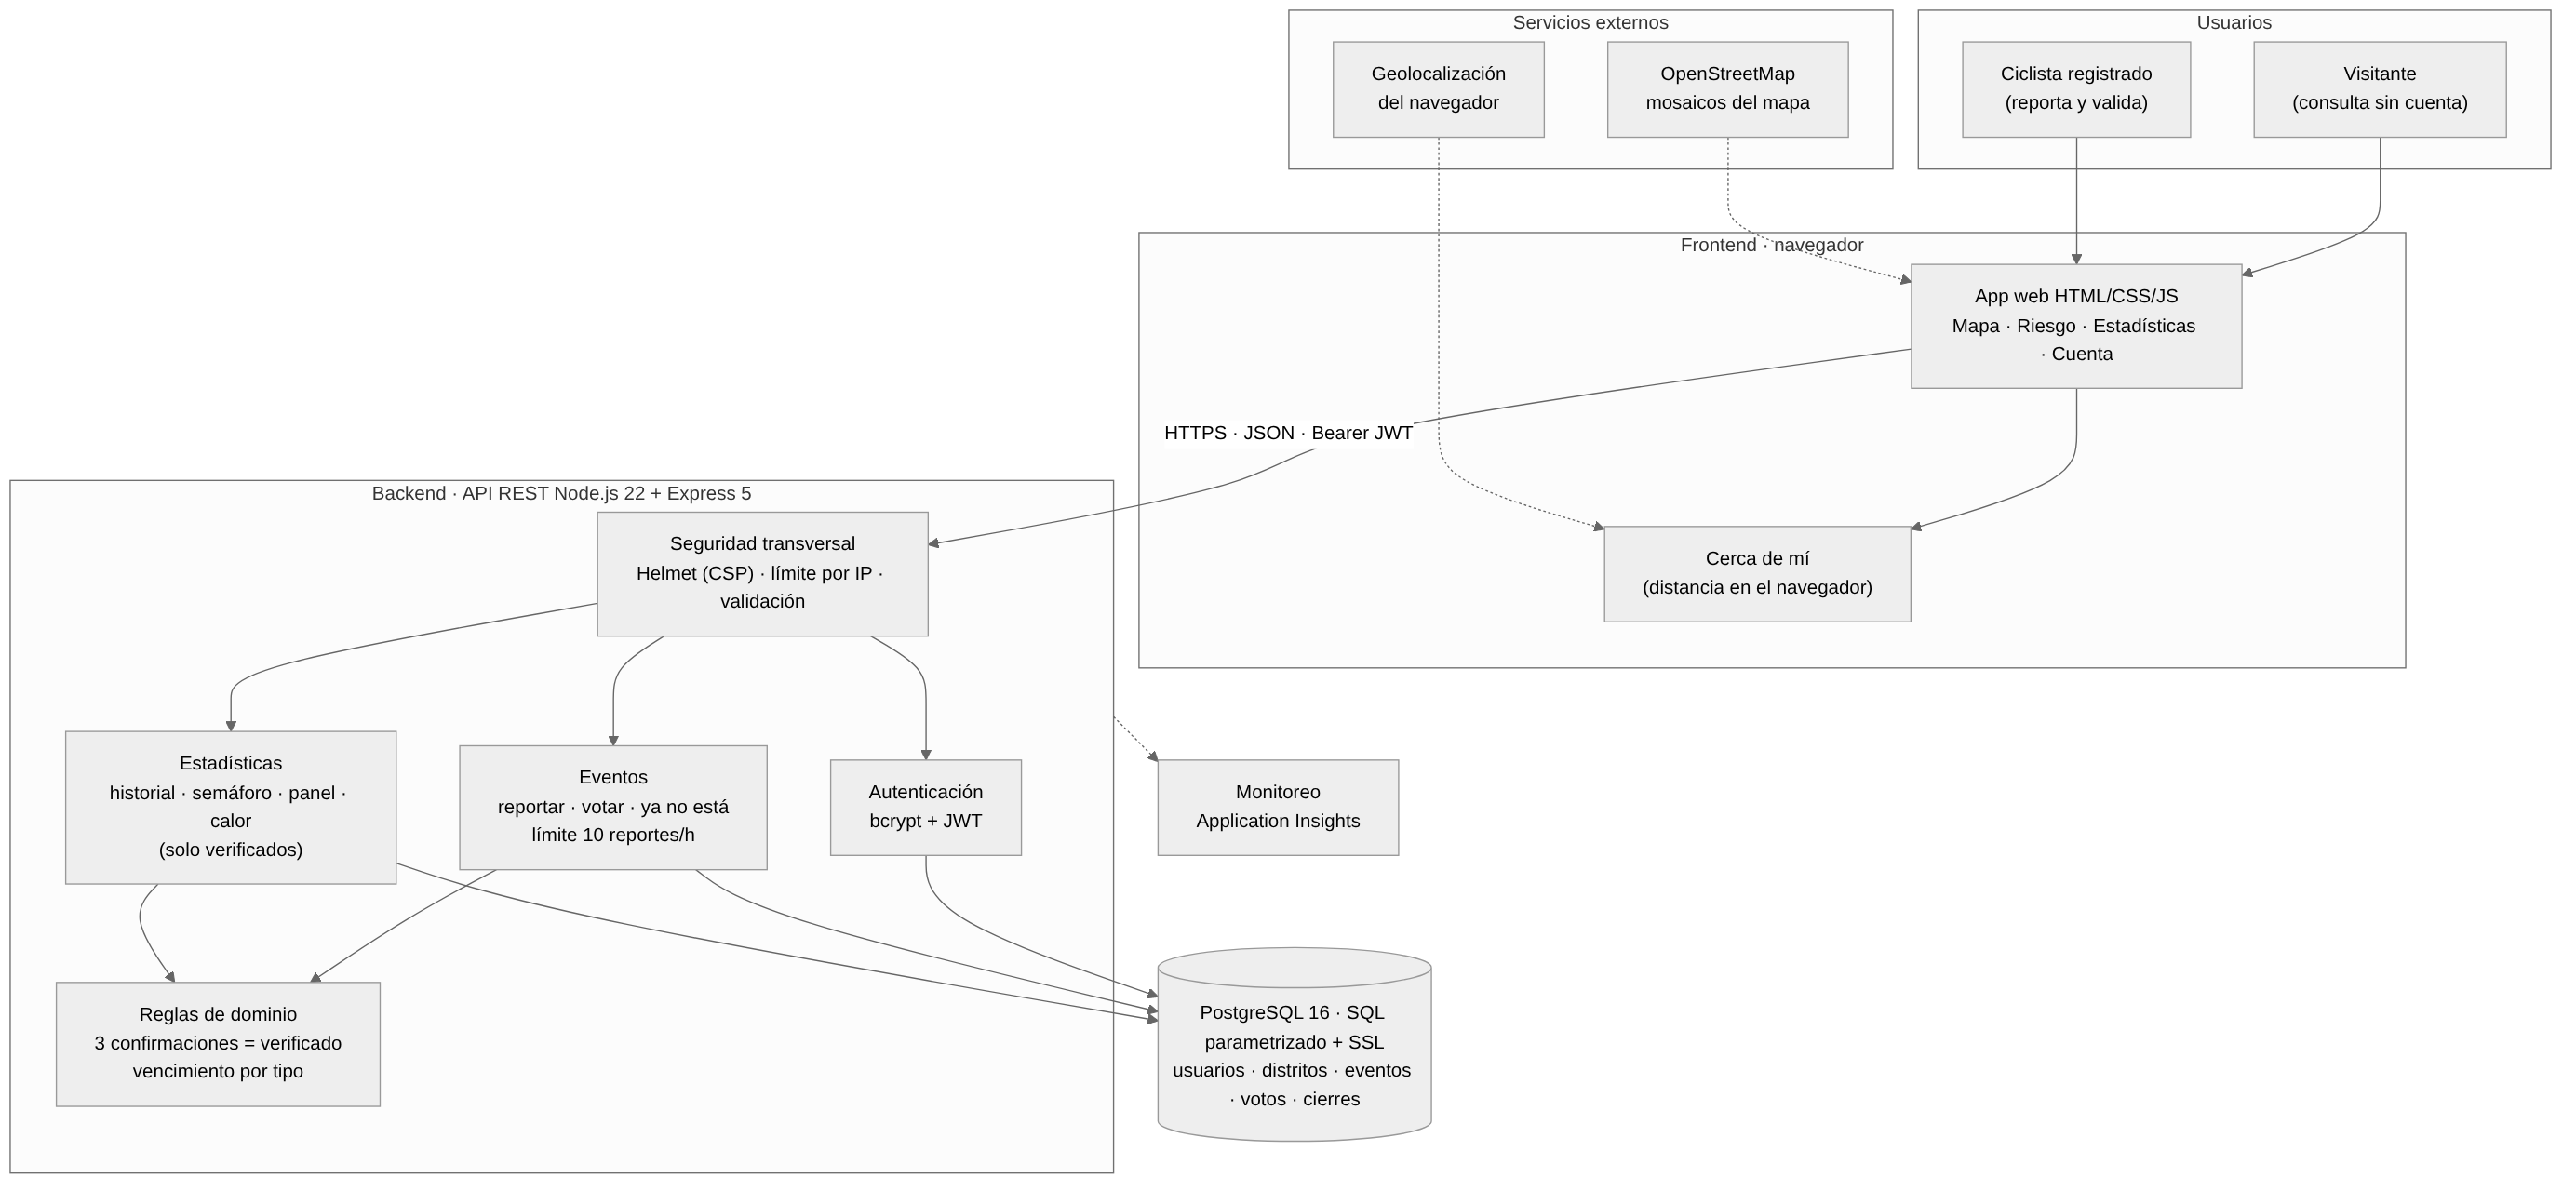 Servicios externos
Geolocalización
del navegador
OpenStreetMap
mosaicos del mapa
Usuarios
Ciclista registrado
(reporta y valida)
Visitante
(consulta sin cuenta)
Frontend · navegador
App web HTML/CSS/JS
Mapa · Riesgo · Estadísticas
· Cuenta
HTTPS · JSON · Bearer JWT
Cerca de mí
(distancia en el navegador)
Backend · API REST Node.js 22 + Express 5
Seguridad transversal
Helmet (CSP) · límite por IP ·
validación
Estadísticas
historial · semáforo · panel ·
calor
(solo verificados)
Eventos
reportar · votar · ya no está
límite 10 reportes/h
Autenticación
bcrypt + JWT
Monitoreo
Application Insights
Reglas de dominio
3 confirmaciones = verificado
vencimiento por tipo
PostgreSQL 16 · SQL
parametrizado + SSL
usuarios · distritos · eventos
· votos · cierres